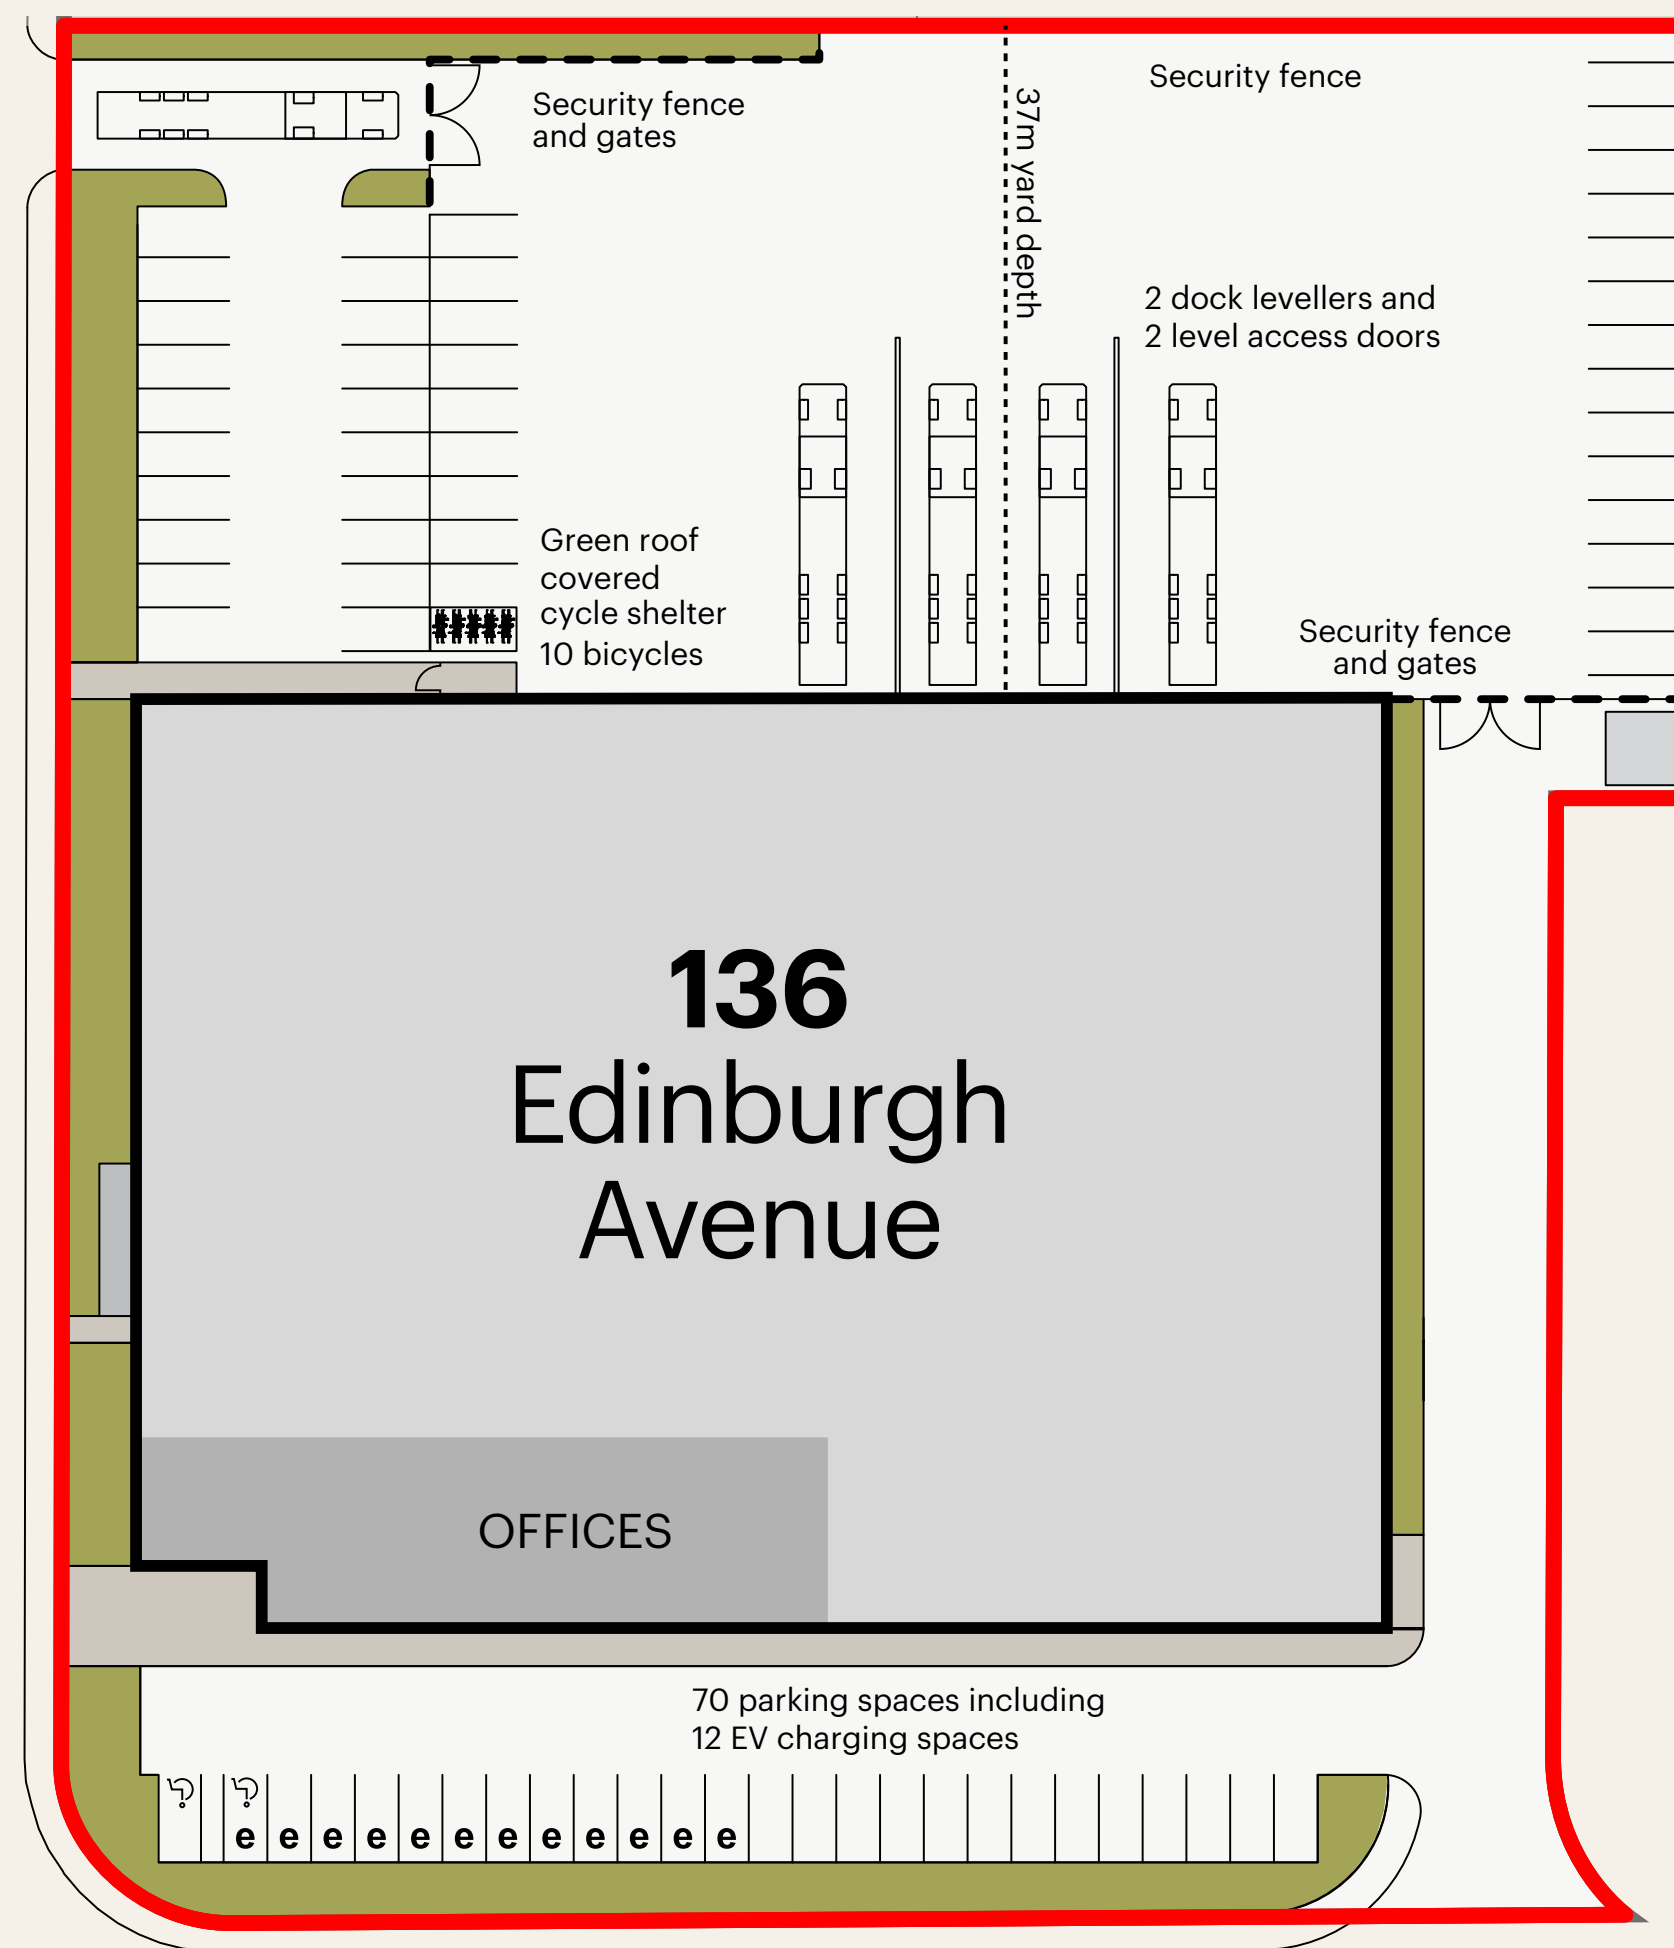 Security fence
Security fence
and gates
37m yard depth
2 dock levellers and
2 level access doors
Green roof
covered
cycle shelter
10 bicycles
Security fence
and gates
136
Edinburgh
Avenue
OFFICES
70 parking spaces including
12 EV charging spaces
e e e e e e e e e e e e